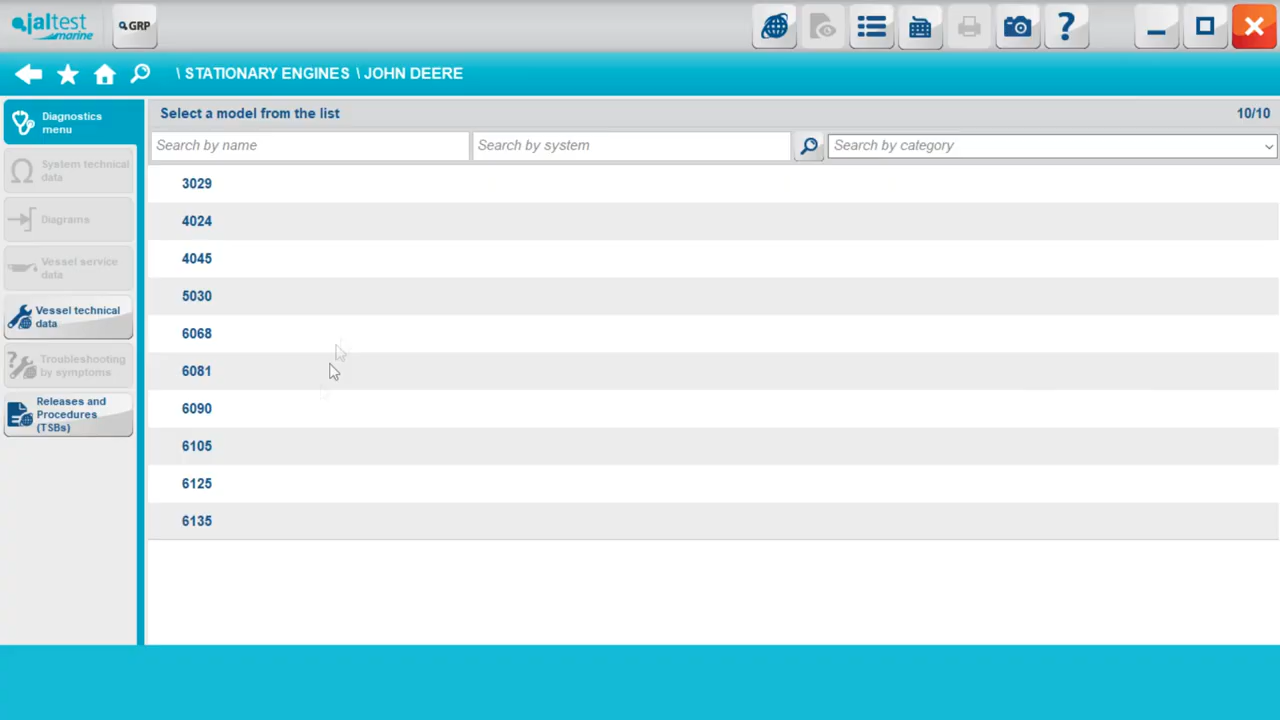 jaltest
marine
GRP
?
\ STATIONARY ENGINES \ JOHN DEERE
Diagnostics
menu
Select a model from the list
10/10
Search by name
Search by system
Search by category
System technical
data
Diagrams
Vessel service
data
Vessel technical
data
Troubleshooting
by symptoms
Releases and
Procedures
(TSBs)
3029
4024
4045
5030
6068
6081
6090
6105
6125
6135